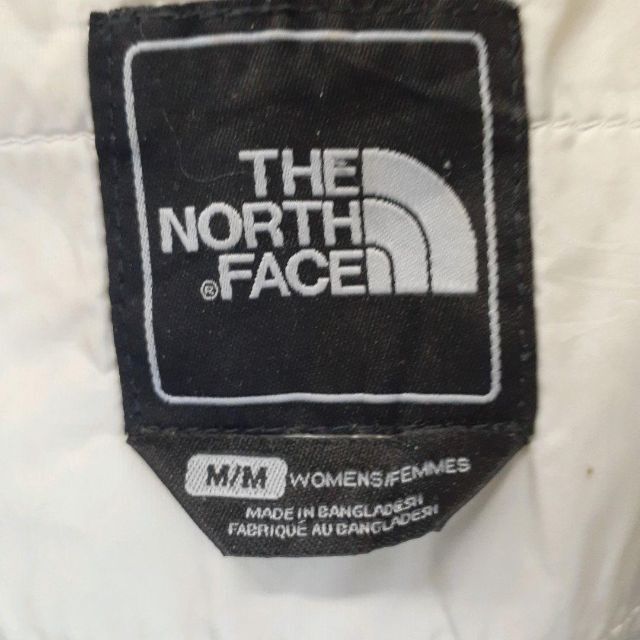 THE
NORTH
®FACE
M/M WOMENS/FEMMES
MADE IN BANGLADESH
FABRIQUÉ AU BANGLADESH